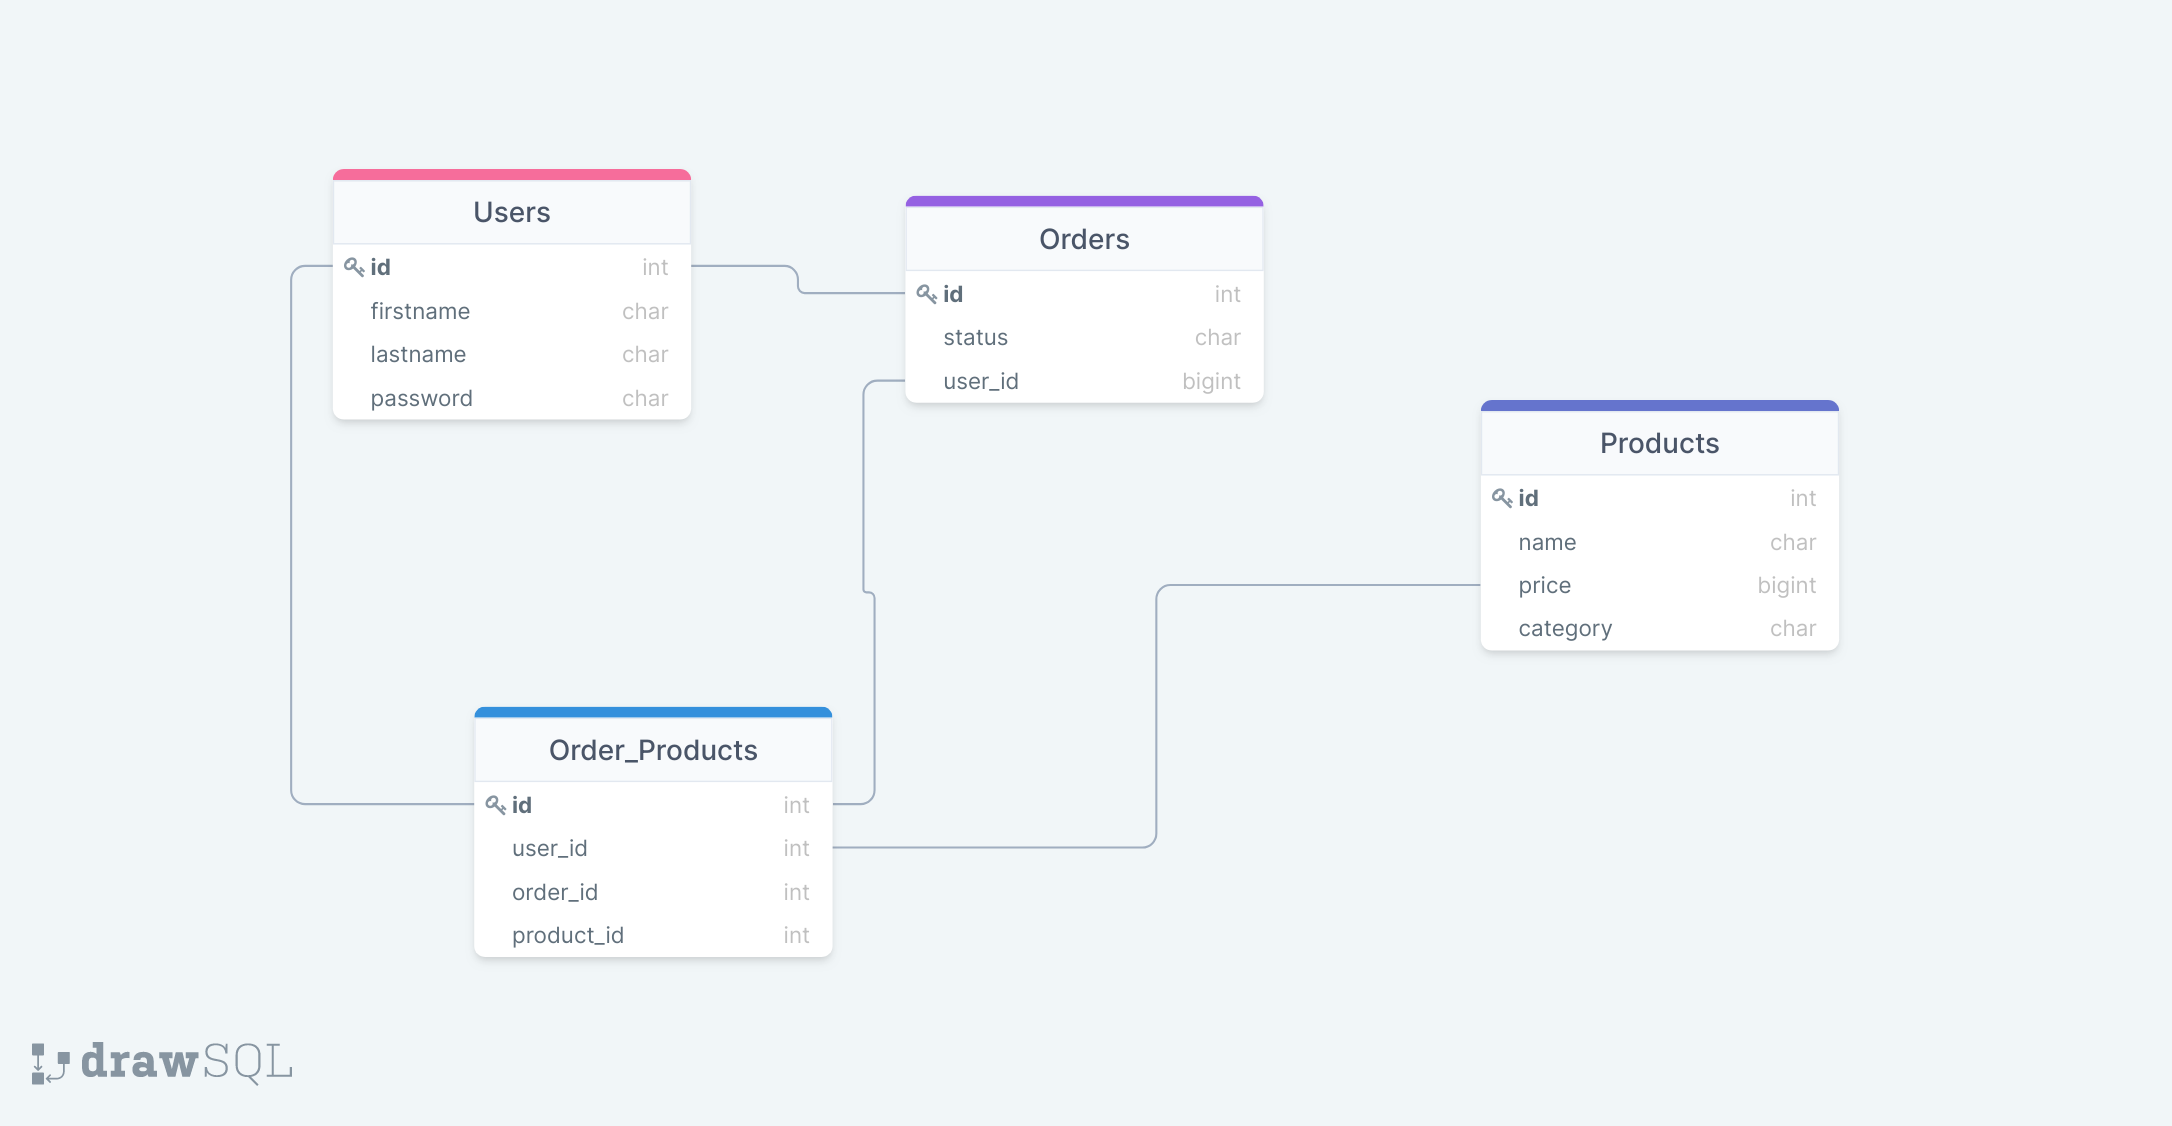 Users
id int
firstname char
lastname char
password char
Orders
id int
status char
user_id bigint
Products
id int
name char
price bigint
category char
Order_Products
id int
user_id int
order_id int
product_id int
drawSQL